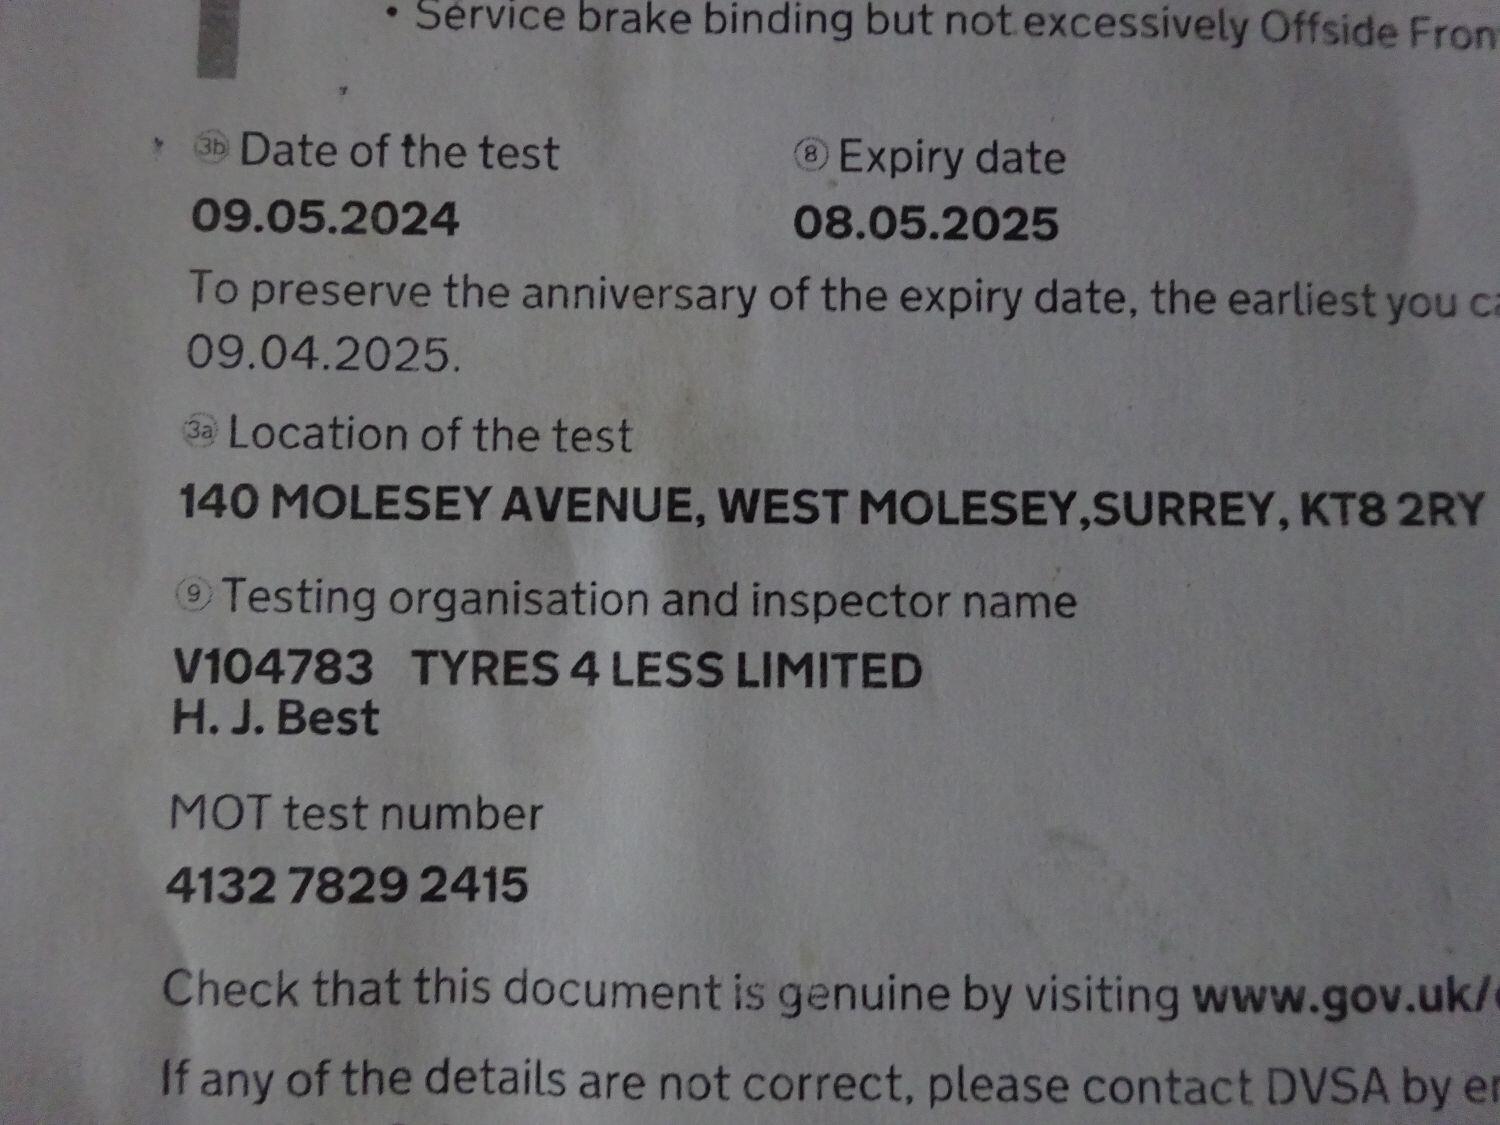 • Service brake binding but not excessively Offside Fron
3b Date of the test
8 Expiry date
09.05.2024
08.05.2025
To preserve the anniversary of the expiry date, the earliest you ca
09.04.2025.
3a Location of the test
140 MOLESEY AVENUE, WEST MOLESEY,SURREY, KT8 2RY
9 Testing organisation and inspector name
V104783 TYRES 4 LESS LIMITED
H. J. Best
MOT test number
4132 7829 2415
Check that this document is genuine by visiting www.gov.uk/
If any of the details are not correct, please contact DVSA by